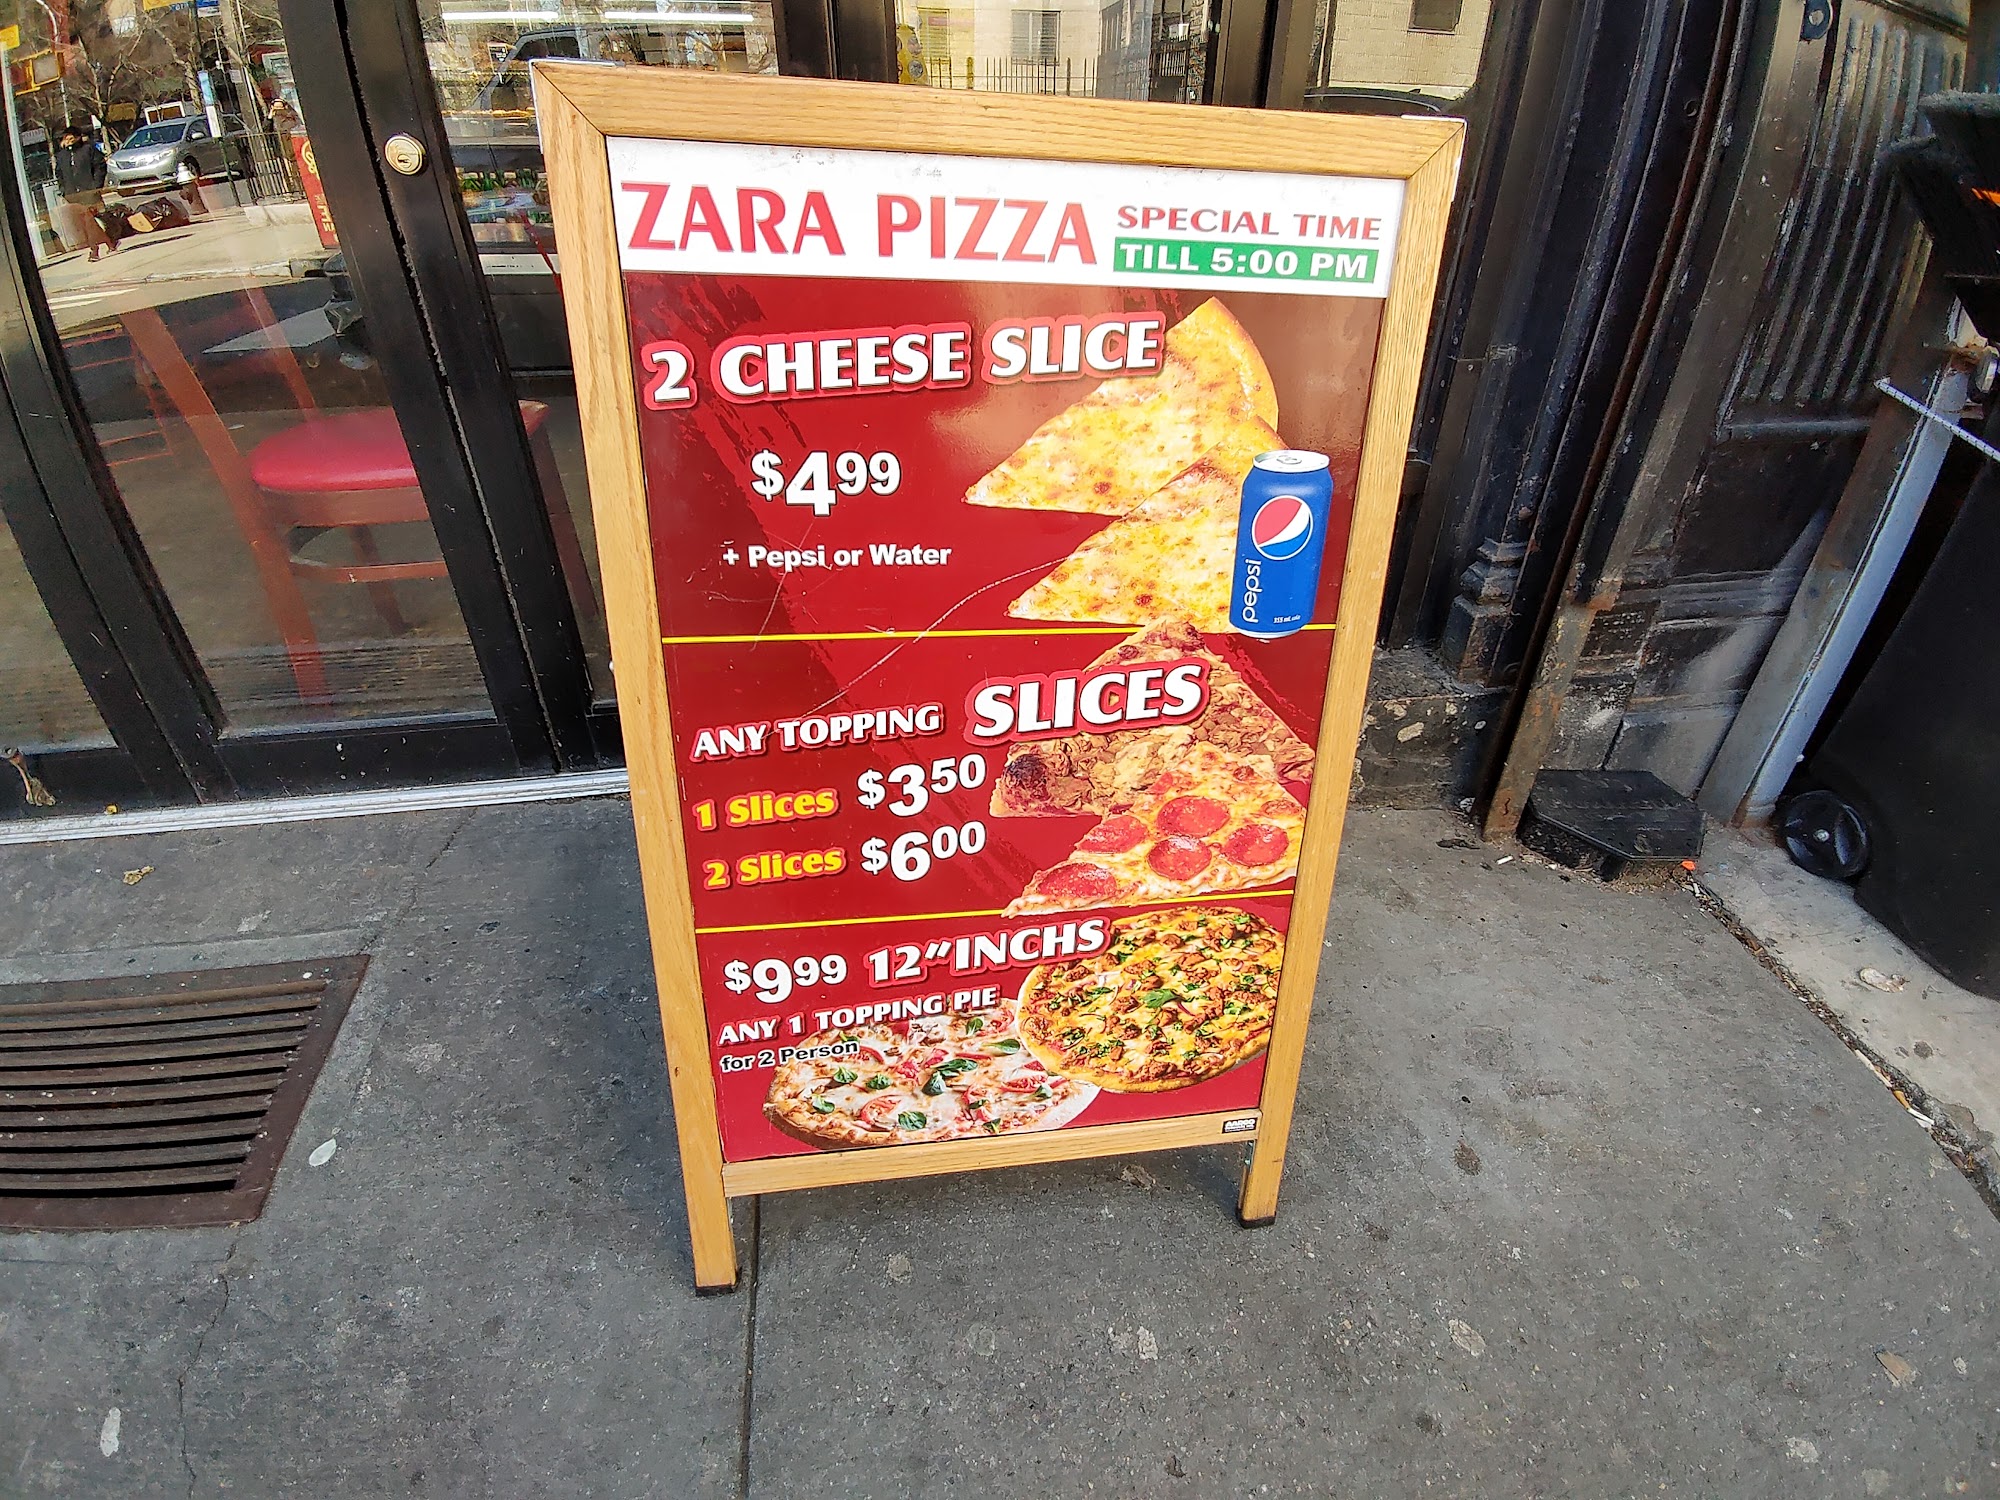 ZARA PIZZA
SPECIAL TIME
TILL 5:00 PM
2 CHEESE SLICE
$4.99
+ Pepsi or Water
pepsi
355 mL
ANY TOPPING SLICES
1 Slices $3.50
2 Slices $6.00
$9.99 12"INCHS
ANY 1 TOPPING PIE
for 2 Person